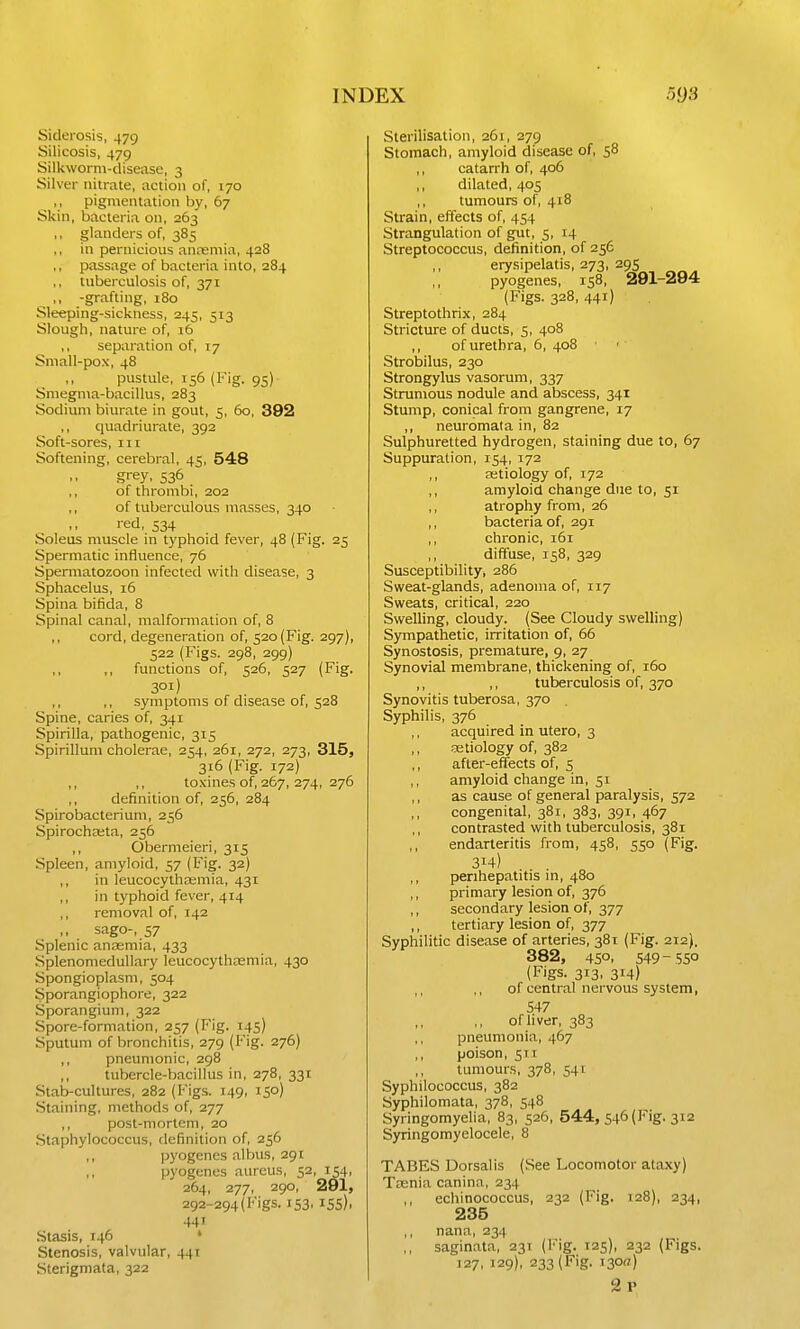 INDEX 593
Siderosis, 479
Silicosis, 479
Silkworm-disease, 3
Silver nitrate, action of, 170
,, pigmentation by, 67
Skin, bacteria on, 263
,, glanders of, 385
,, in pernicious anæmia, 428
,, passage of bacteria into, 284
,, tuberculosis of, 371
,, -grafting, 180
Sleeping-sickness, 245, 513
Slough, nature of, 16
,, separation of, 17
Small-pox, 48
,, pustule, 156 (Fig. 95)
Smegma-bacillus, 283
Sodium biurate in gout, 5, 60, 392
,, quadriurate, 392
Soft-sores, 111
Softening, cerebral, 45, 548
,, grey, 536
,, of thrombi, 202
,, of tuberculous masses, 340
,, red, 534
Soleus muscle in typhoid fever, 48 (Fig. 25
Spermatic influence, 76
Spermatozoon infected with disease, 3
Sphacelus, 16
Spina bifida, 8
Spinal canal, malformation of, 8
,, cord, degeneration of, 520 (Fig. 297),
522 (Figs. 298, 299)
,, ,, functions of, 526, 527 (Fig.
301)
,, ,, symptoms of disease of, 528
Spine, caries of, 341
Spirilla, pathogenic, 315
Spirillum cholerae, 254, 261, 272, 273, 315,
316 (Fig. 172)
,, ,, toxines of, 267, 274, 276
,, definition of, 256, 284
Spirobacterium, 256
Spirochæta, 256
,, Obermeieri, 315
Spleen, amyloid, 57 (Fig. 32)
,, in leucocythæmia, 431
,, in typhoid fever, 414
,, removal of, 142
,, sago-, 57
Splenic anæmia, 433
Splenomedullary leucocythæmia, 430
Spongioplasm, 504
Sporangiophore, 322
Sporangium, 322
Spore-formation, 257 (Fig. 145)
Sputum of bronchitis, 279 (Fig. 276)
,, pneumonic, 298
,, tubercle-bacillus in, 278, 331
Stab-cultures, 282 (Figs. 149, 150)
Staining, methods of, 277
,, post-mortem, 20
Staphylococcus, definition of, 256
,, pyogenes albus, 291
,, pyogenes aureus, 52, 154,
264, 277, 290, 291,
292-294 (Figs. 153, 155),
441
Stasis, 146
Stenosis, valvular, 441
Sterigmata, 322
Sterilisation, 261, 279
Stomach, amyloid disease of, 58
,, catarrh of, 406
,, dilated, 405
,, tumours of, 418
Strain, effects of, 454
Strangulation of gut, 5, 14
Streptococcus, definition, of 256
,, erysipelatis, 273, 295
,, pyogenes, 158, 291-294
(Figs. 328, 441)
Streptothrix, 284
Stricture of ducts, 5, 408
,, of urethra, 6, 408
Strobilus, 230
Strongylus vasorum, 337
Strumous nodule and abscess, 341
Stump, conical from gangrene, 17
,, neuromata in, 82
Sulphuretted hydrogen, staining due to, 67
Suppuration, 154, 172
,, ætiology of, 172
,, amyloid change due to, 51
,, atrophy from, 26
,, bacteria of, 291
,, chronic, 161
,, diffuse, 158, 329
Susceptibility, 286
Sweat-glands, adenoma of, 117
Sweats, critical, 220
Swelling, cloudy. (See Cloudy swelling)
Sympathetic, irritation of, 66
Synostosis, premature, 9, 27
Synovial membrane, thickening of, 160
,, ,, tuberculosis of, 370
Synovitis tuberosa, 370
Syphilis, 376
,, acquired in utero, 3
,, ætiology of, 382
,, after-effects of, 5
,, amyloid change in, 51
,, as cause of general paralysis, 572
,, congenital, 381, 383, 391, 467
,, contrasted with tuberculosis, 381
,, endarteritis from, 458, 550 (Fig.
314)
,, perihepatitis in, 480
,, primary lesion of, 376
,, secondary lesion of, 377
,, tertiary lesion of, 377
Syphilitic disease of arteries, 381 (Fig. 212),
382, 450, 549-550
(Figs. 313, 314)
,, ,, of central nervous system,
547
,, ,, of liver, 383
,, pneumonia, 467
,, poison, 511
,, tumours, 378, 541
Syphilococcus, 382
Syphilomata, 378, 548
Syringomyelia, 83, 526, 544, 546 (Fig. 312
Syringomyelocele, 8
TABES Dorsalis (See Locomotor ataxy)
Tænia canina, 234
,, echinococcus, 232 (Fig. 128), 234,
235
,, nana, 234
,, saginata, 231 (Fig. 125), 232 (Figs.
127, 129), 233 (Fig. 130a)
2 P